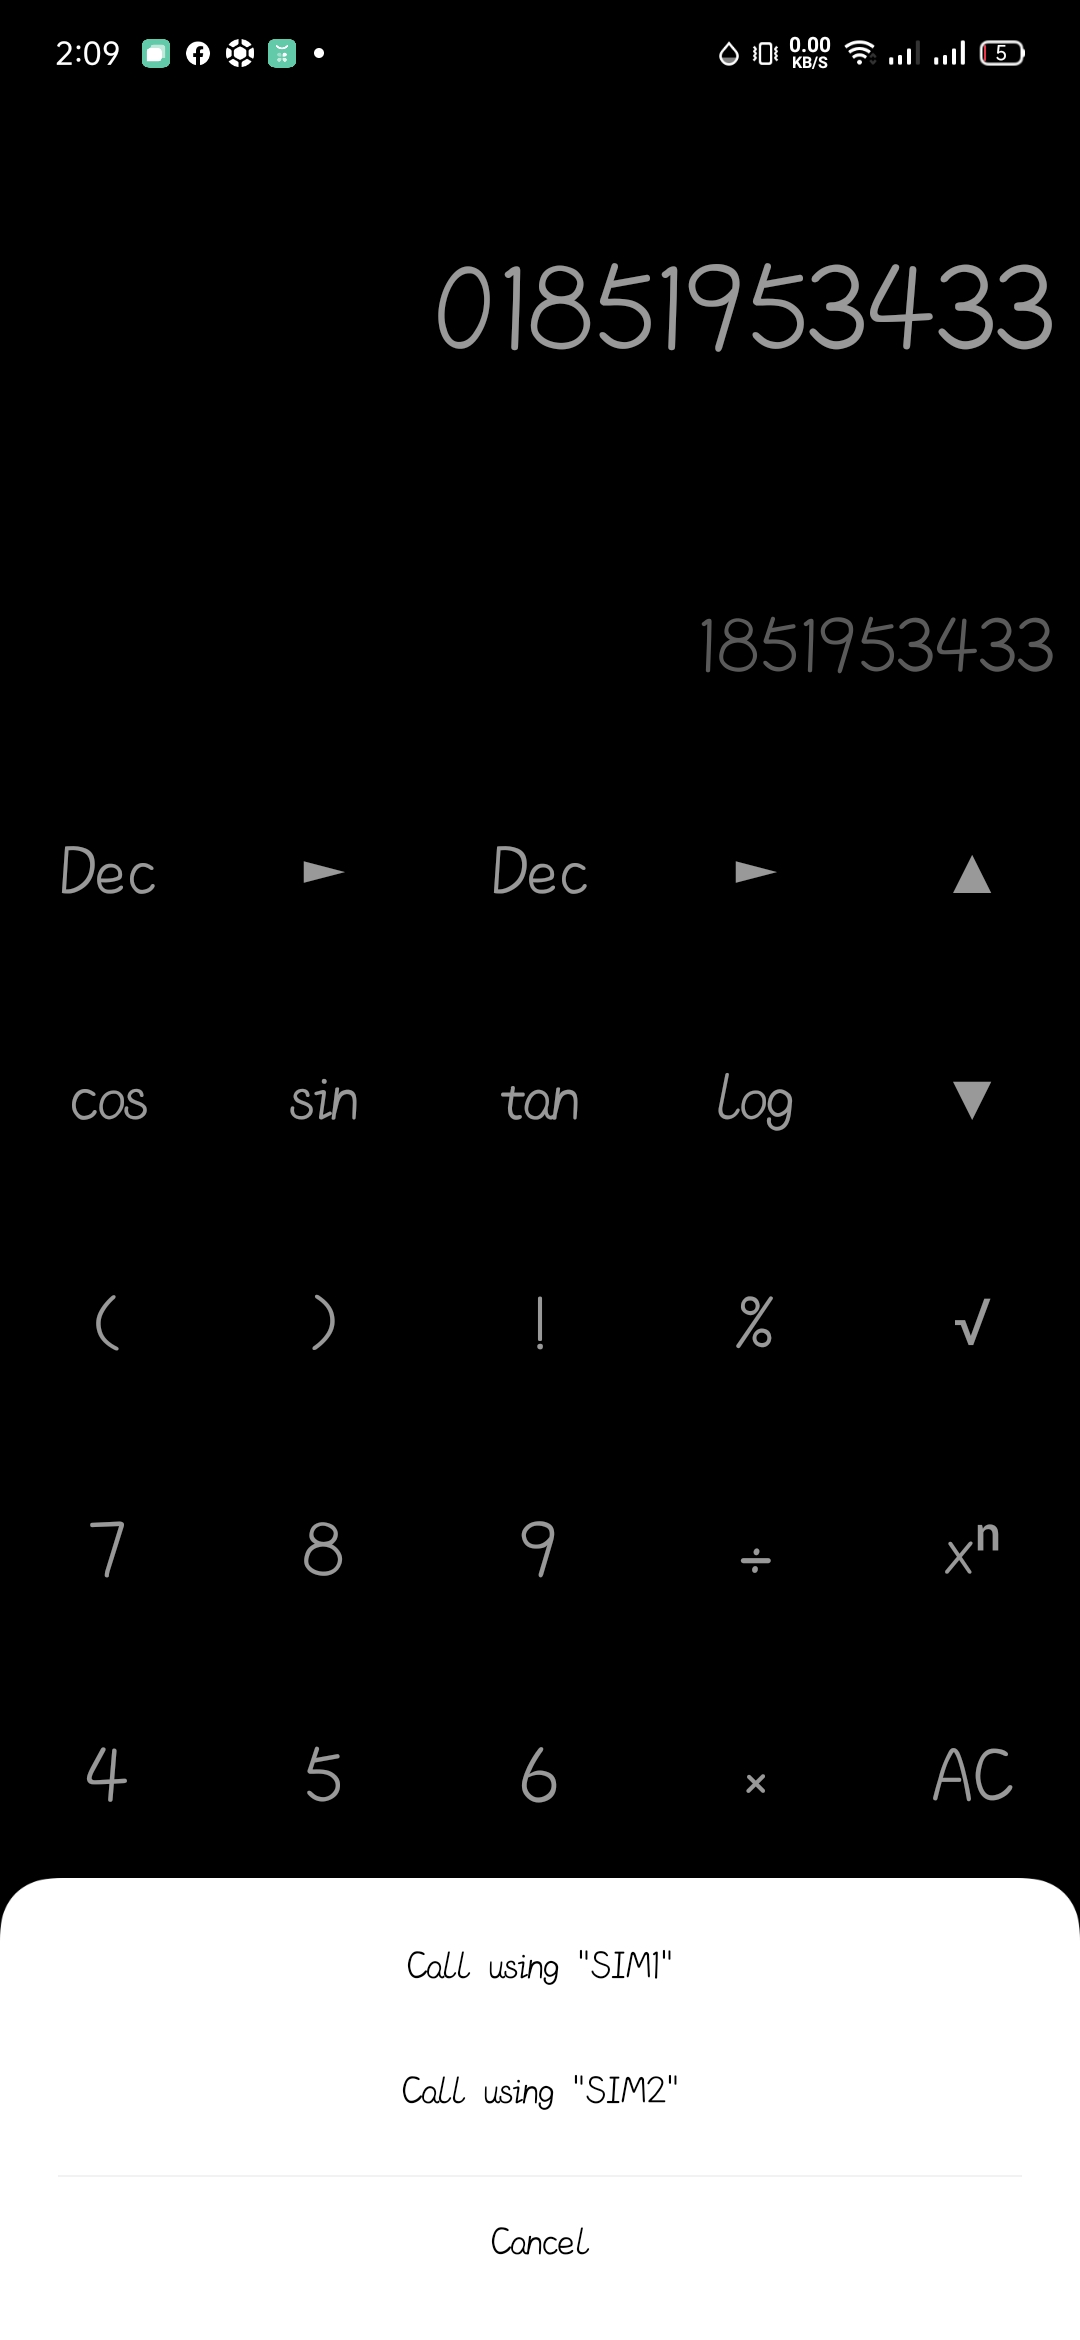 2:09 0.00 KB/S 5
01851953433
1851953433
Dec ► Dec ► ▲
cos sin tan log ▼
( ) ! % √
7 8 9 ÷ xⁿ
4 5 6 × AC
Call using "SIM1"
Call using "SIM2"
Cancel